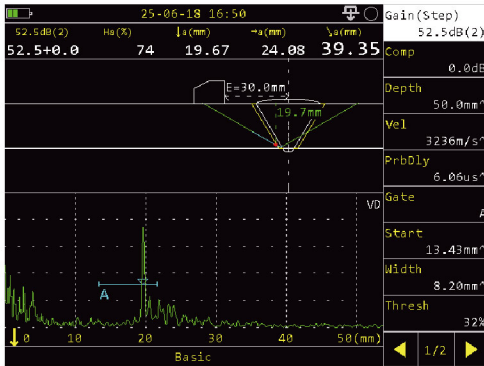 25-06-18 16:50
52.5dB(2) Ha(%) ↓a(mm) →a(mm) ↘a(mm)
52.5+0.0 74 19.67 24.08 39.35
Gain(Step)
52.5dB(2)
Comp
0.0dB
Depth
50.0mm^
Vel
3236m/s^
PrbDly
6.06us^
Gate
A
Start
13.43mm^
Width
8.20mm^
Thresh
32%
1/2
E=30.0mm
19.7mm
VD
A
0 10 20 30 40 50(mm)
Basic